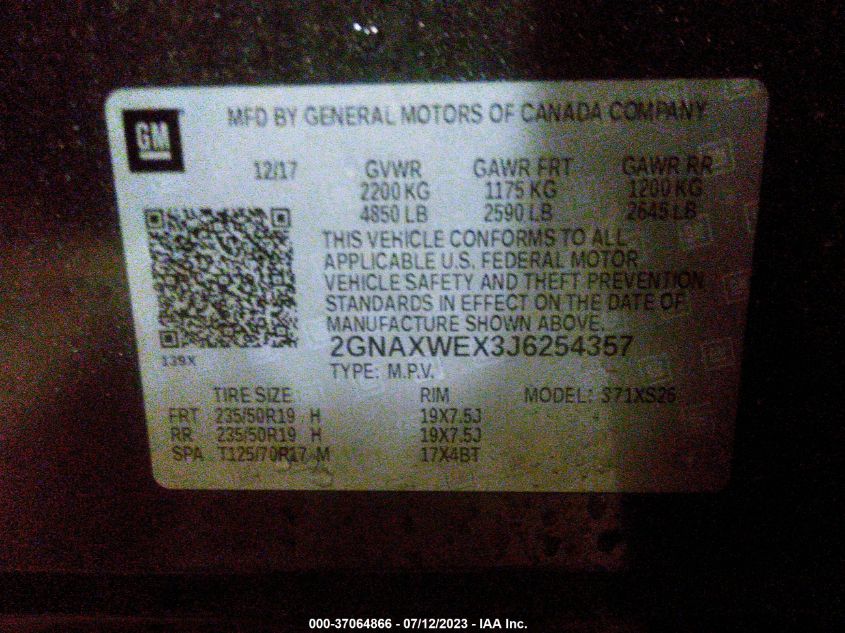 GM
MFD BY GENERAL MOTORS OF CANADA COMPANY
12/17 GVWR GAWR FRT GAWR RR
2200 KG 1175 KG 1200 KG
4850 LB 2590 LB 2645 LB
THIS VEHICLE CONFORMS TO ALL
APPLICABLE U.S. FEDERAL MOTOR
VEHICLE SAFETY AND THEFT PREVENTION
STANDARDS IN EFFECT ON THE DATE OF
MANUFACTURE SHOWN ABOVE.
139X
2GNAXWEX3J6254357
TYPE: M.P.V.
TIRE SIZE RIM MODEL: S71XS26
FRT 235/50R19 H 19X7.5J
RR 235/50R19 H 19X7.5J
SPA T125/70R17 M 17X4BT
000-37064866 - 07/12/2023 - IAA Inc.